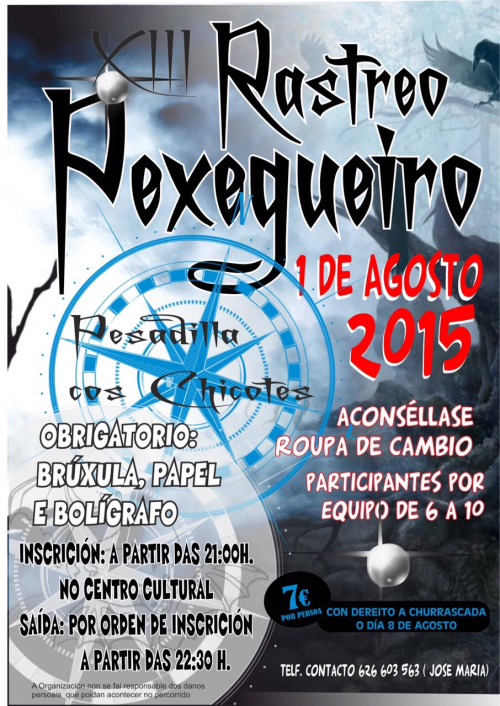 XIII Rastreo
Pexegueiro
N
1 DE AGOSTO
2015
Pesadilla
cos Chicotes
OBRIGATORIO:
BRÚXULA, PAPEL
E BOLÍGRAFO
ACONSÉLLASE
ROUPA DE CAMBIO
PARTICIPANTES POR
EQUIPO DE 6 A 10
INSCRICIÓN: A PARTIR DAS 21:00H.
NO CENTRO CULTURAL
SAÍDA: POR ORDEN DE INSCRICIÓN
A PARTIR DAS 22:30 H.
7€
POR PERSOA
CON DEREITO A CHURRASCADA
O DÍA 8 DE AGOSTO
TELF. CONTACTO 626 603 563 ( JOSE MARIA)
A Organización non se fai responsable dos danos
persoais que poidan acontecer no percorrido